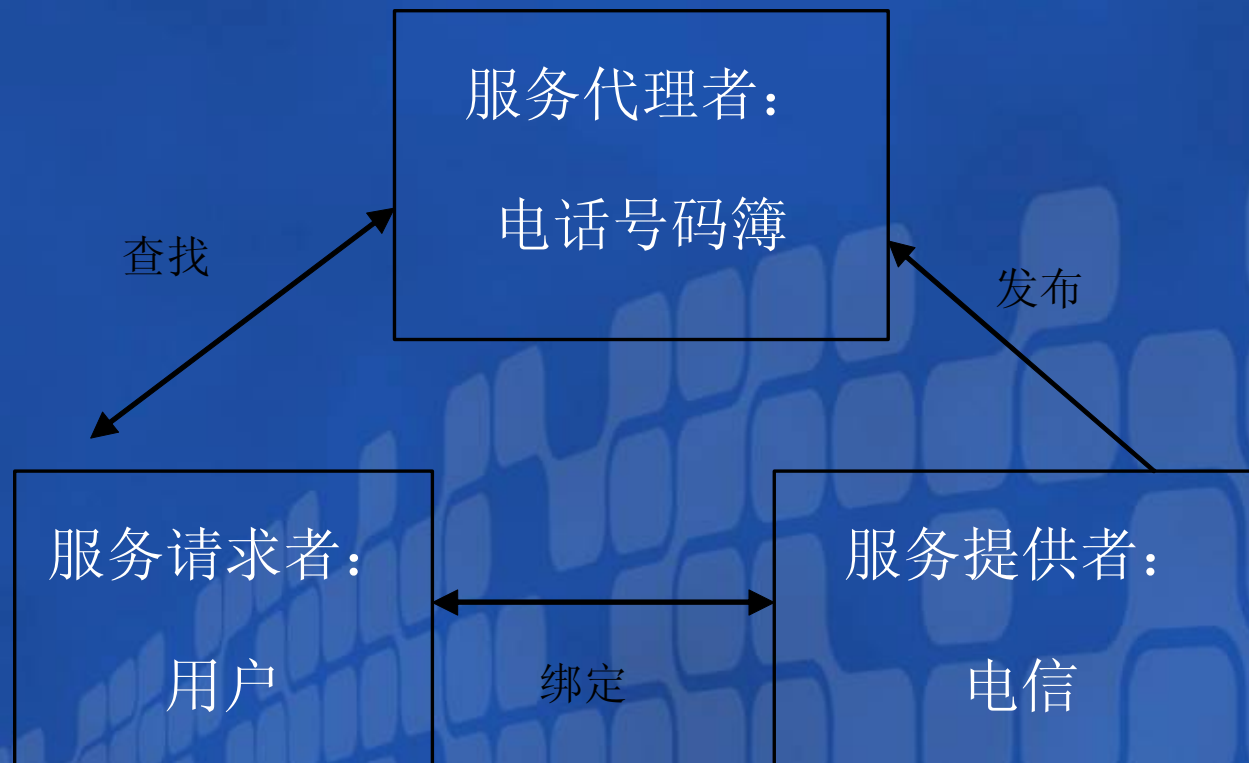 服务代理者：
电话号码簿
查找
发布
服务请求者：
用户
绑定
服务提供者：
电信